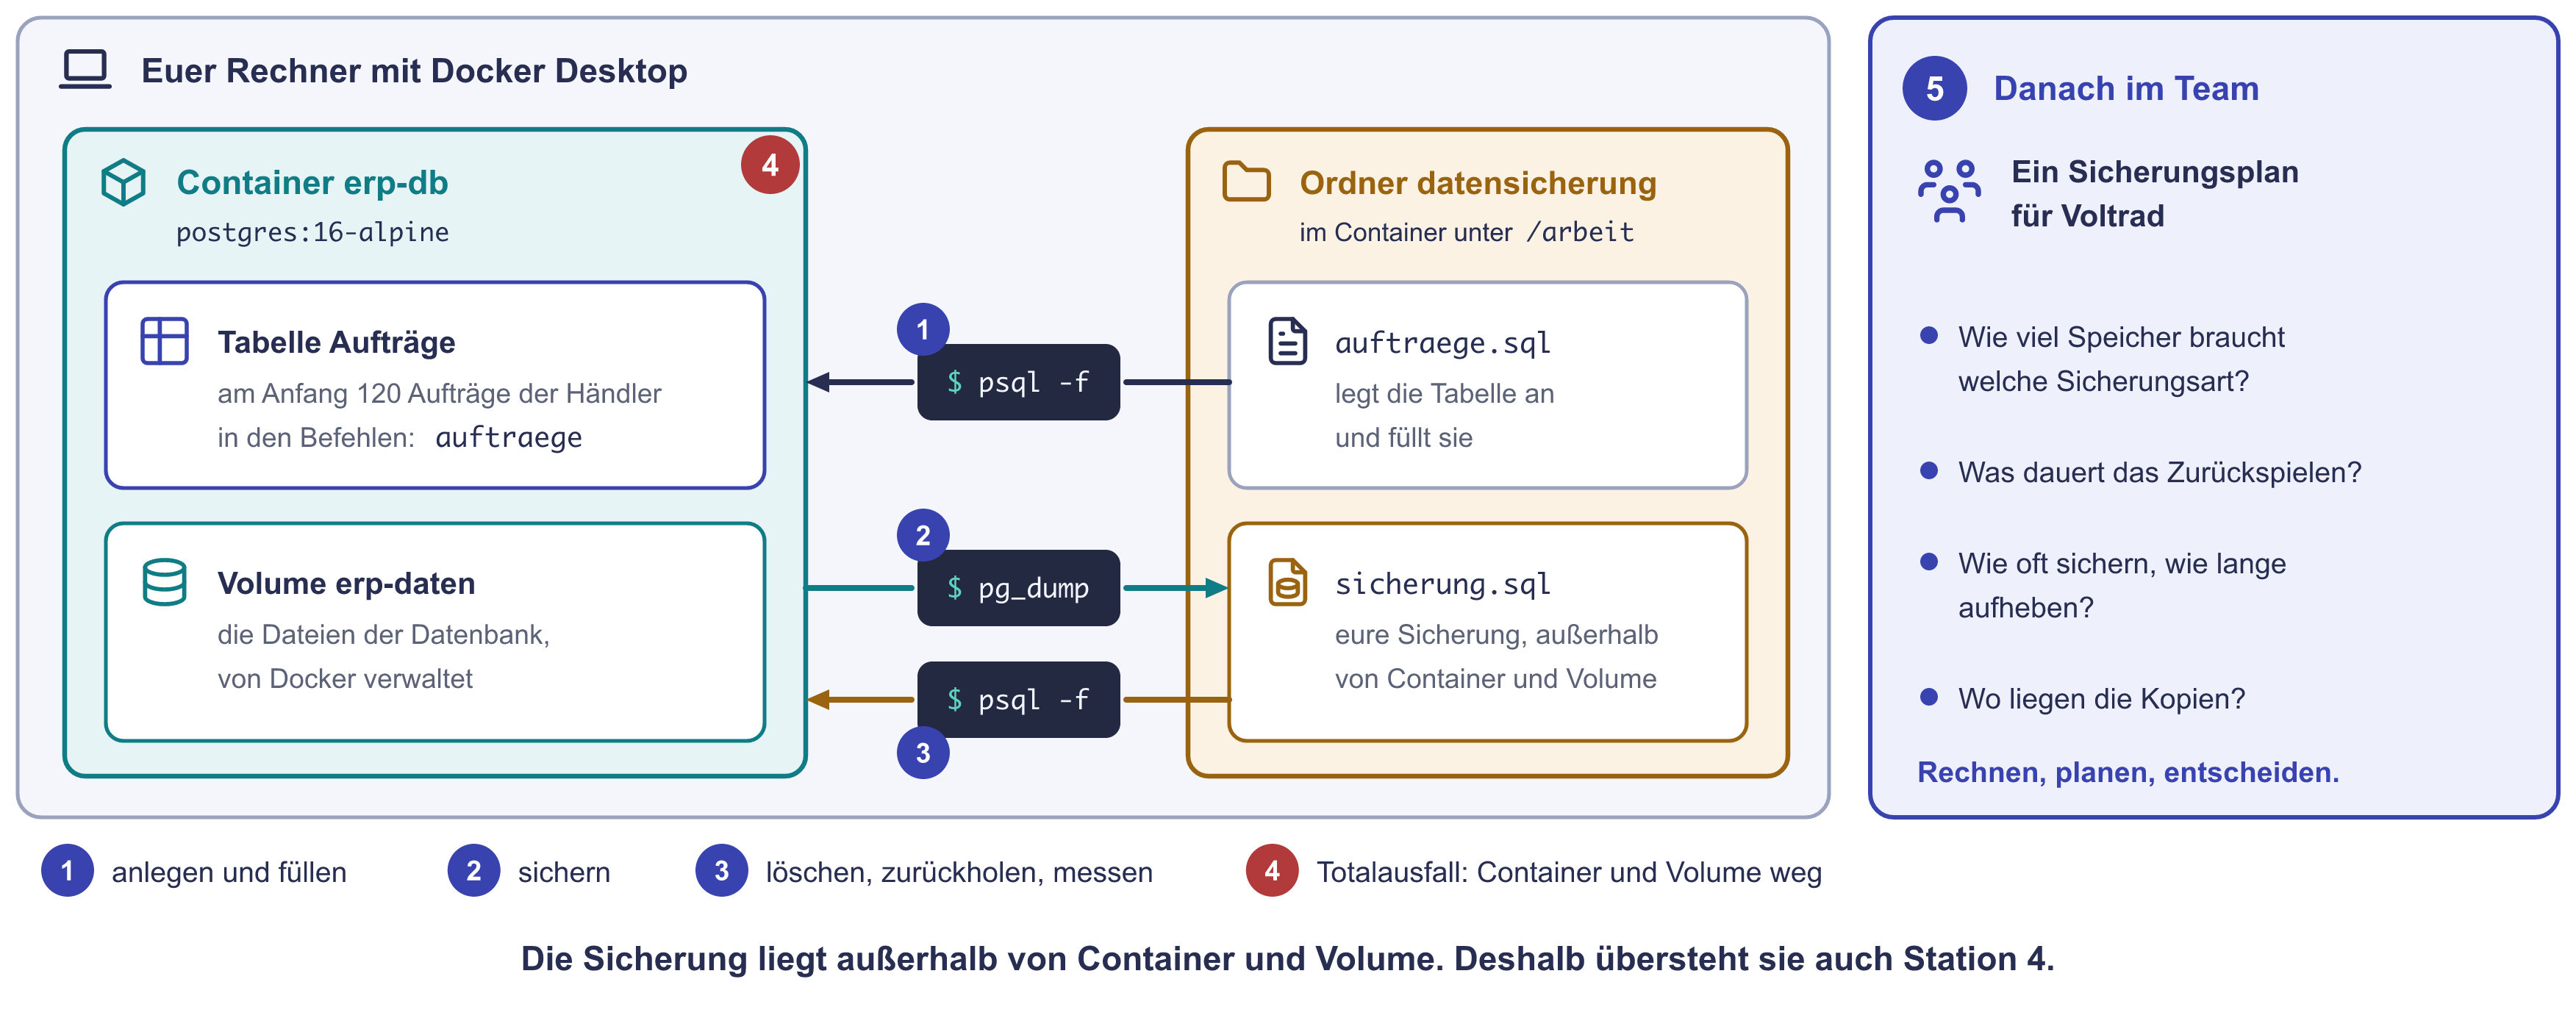 Euer Rechner mit Docker Desktop
4
Container erp-db
postgres:16-alpine
Tabelle Aufträge
am Anfang 120 Aufträge der Händler
in den Befehlen: auftraege
Volume erp-daten
die Dateien der Datenbank,
von Docker verwaltet
1
$ psql -f
2
$ pg_dump
$ psql -f
3
Ordner datensicherung
im Container unter /arbeit
auftraege.sql
legt die Tabelle an
und füllt sie
sicherung.sql
eure Sicherung, außerhalb
von Container und Volume
5 Danach im Team
Ein Sicherungsplan
für Voltrad
Wie viel Speicher braucht
welche Sicherungsart?
Was dauert das Zurückspielen?
Wie oft sichern, wie lange
aufheben?
Wo liegen die Kopien?
Rechnen, planen, entscheiden.
1 anlegen und füllen
2 sichern
3 löschen, zurückholen, messen
4 Totalausfall: Container und Volume weg
Die Sicherung liegt außerhalb von Container und Volume. Deshalb übersteht sie auch Station 4.